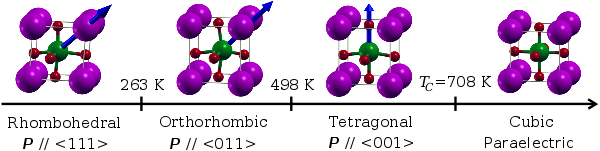 263 K
498 K
T_C=708 K
Rhombohedral
Orthorhombic
Tetragonal
Cubic
P // <111>
P // <011>
P // <001>
Paraelectric